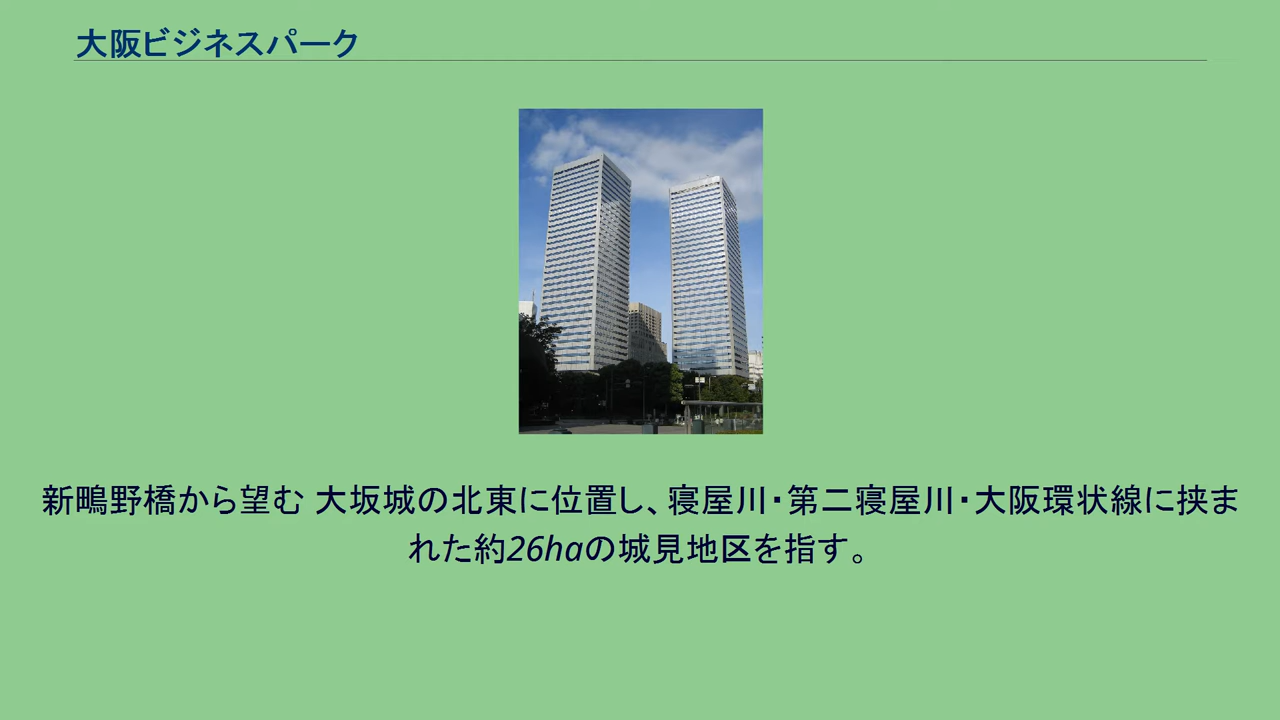 大阪ビジネスパーク
新鴫野橋から望む 大坂城の北東に位置し、寝屋川・第二寝屋川・大阪環状線に挟ま
れた約26haの城見地区を指す。